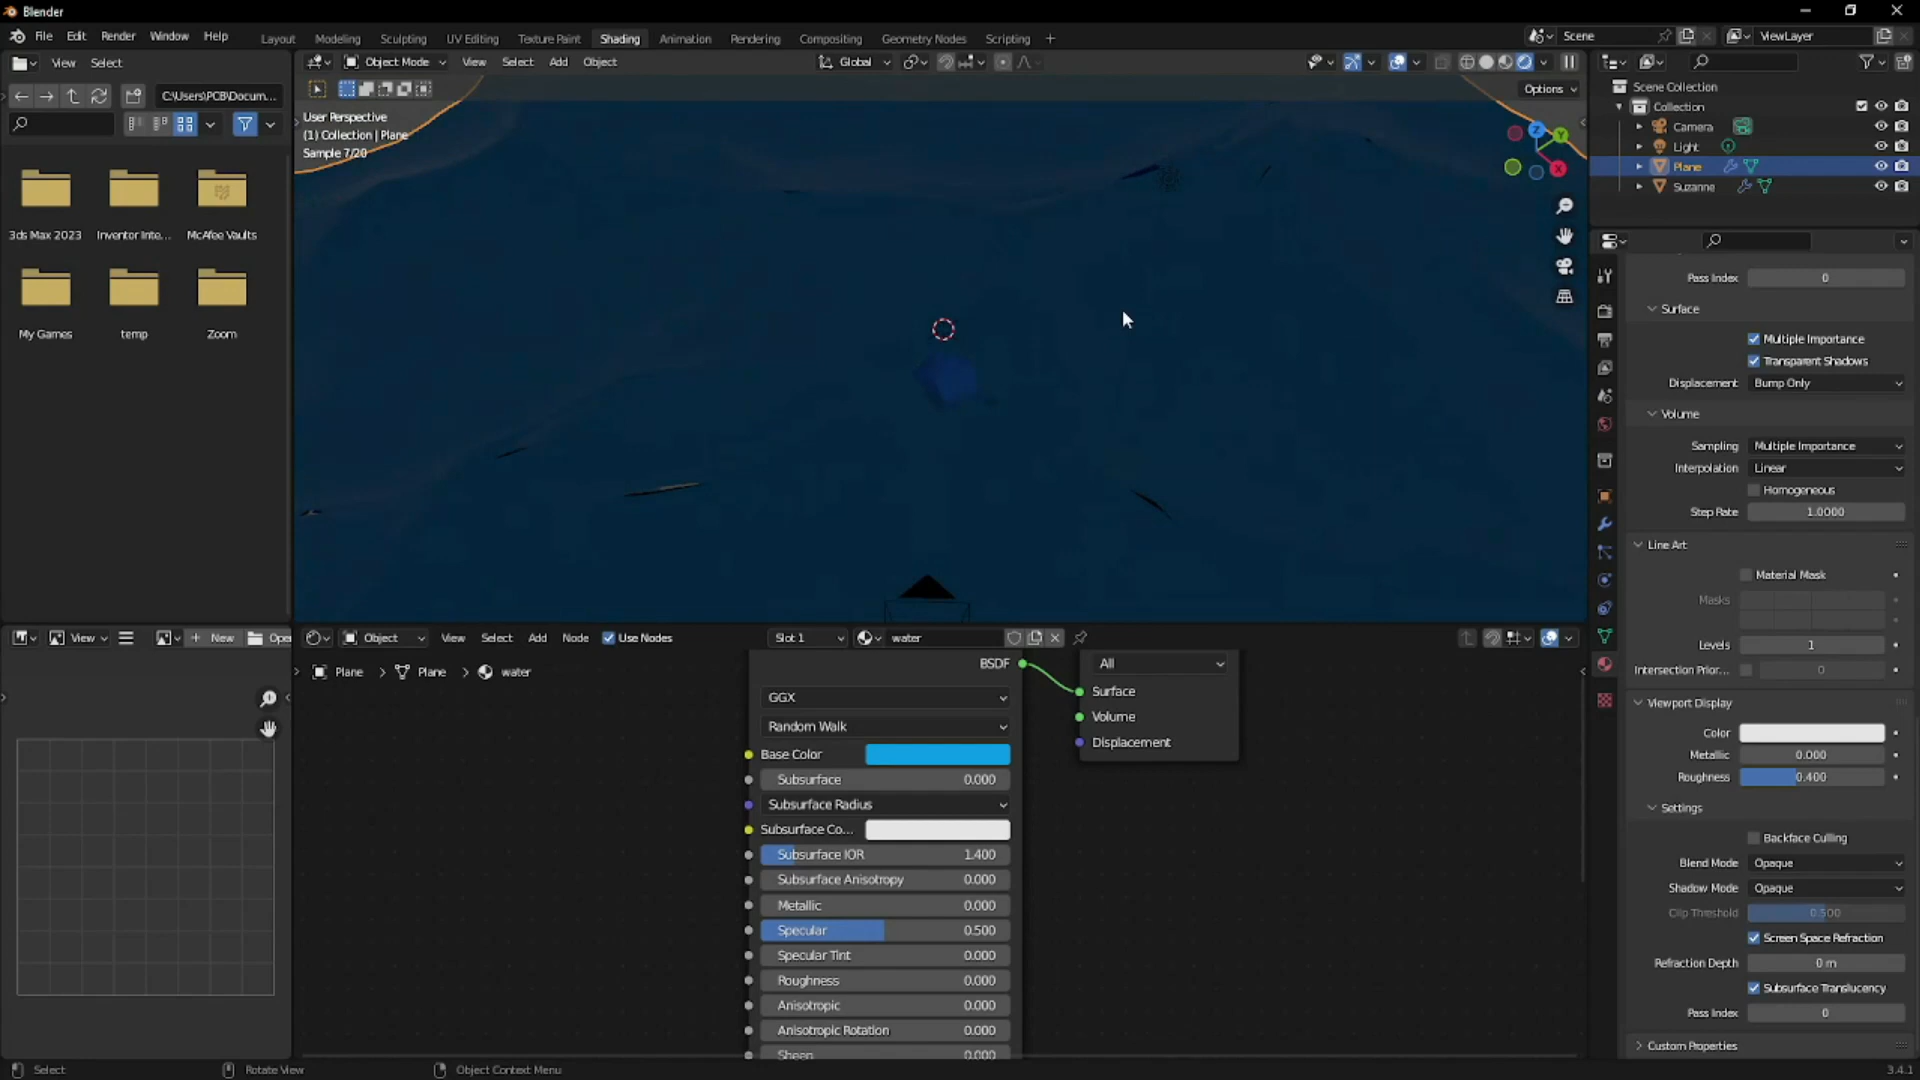 Blender
File Edit Render Window Help
Layout Modeling Sculpting UV Editing Texture Paint Shading Animation Rendering Compositing Geometry Nodes Scripting +
Scene
ViewLayer
View Select
Object Mode View Select Add Object
Global
Options
C:\Users\PCB\Docum...
User Perspective
(1) Collection | Plane
Sample 7/20
Z
Y
X
3ds Max 2023
Inventor Inte...
McAfee Vaults
My Games
temp
Zoom
Scene Collection
Collection
Camera
Light
Plane
Suzanne
Pass Index 0
Surface
Multiple Importance
Transparent Shadows
Displacement Bump Only
Volume
Sampling Multiple Importance
Interpolation Linear
Homogeneous
Step Rate 1.0000
Line Art
Material Mask
Masks
Levels 1
Intersection Prior... 0
Viewport Display
Color
Metallic 0.000
Roughness 0.400
Settings
Backface Culling
Blend Mode Opaque
Shadow Mode Opaque
Clip Threshold 0.500
Screen Space Refraction
Refraction Depth 0 m
Subsurface Translucency
Pass Index 0
Custom Properties
View New Open
Object View Select Add Node Use Nodes Slot 1 water
Plane > Plane > water
BSDF
GGX
Random Walk
Base Color
Subsurface 0.000
Subsurface Radius
Subsurface Co...
Subsurface IOR 1.400
Subsurface Anisotropy 0.000
Metallic 0.000
Specular 0.500
Specular Tint 0.000
Roughness 0.000
Anisotropic 0.000
Anisotropic Rotation 0.000
Sheen 0.000
All
Surface
Volume
Displacement
Select
Rotate View
Object Context Menu
3.4.1